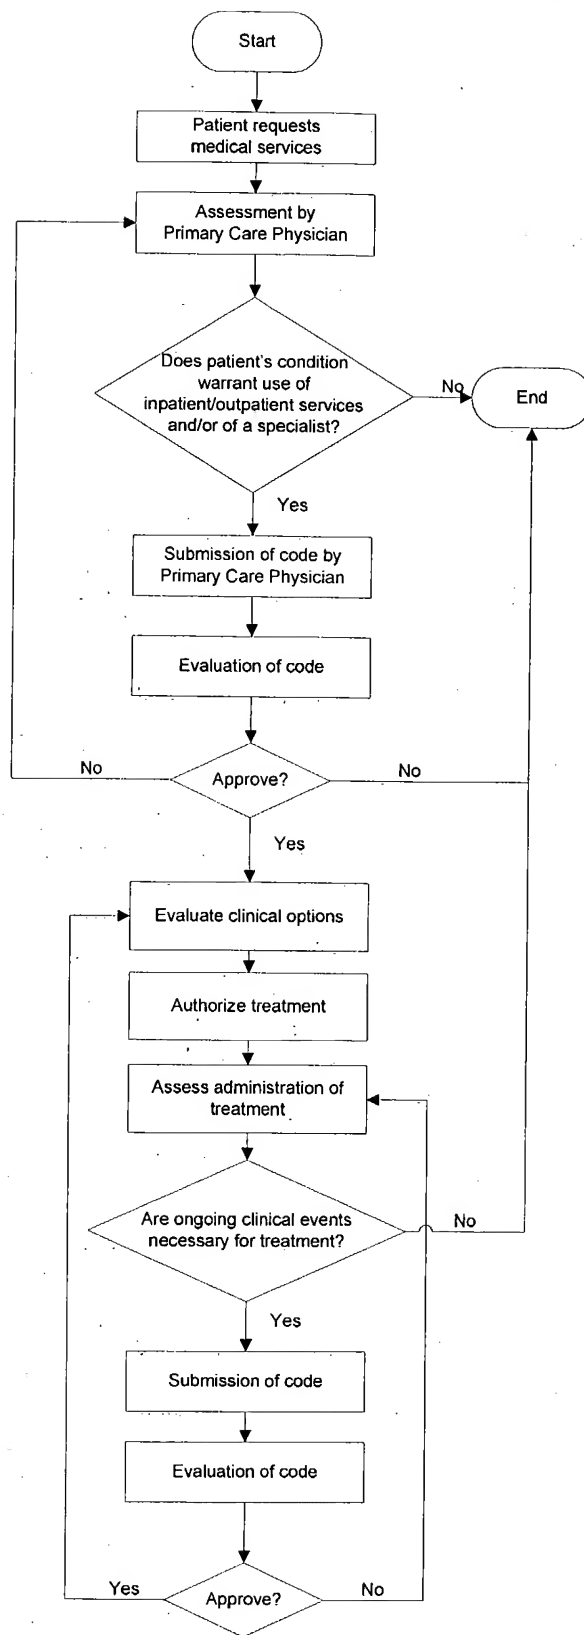 Start
Patient requests
medical services
Assessment by
Primary Care Physician
Does patient's condition
warrant use of
inpatient/outpatient services
and/or of a specialist?
No
End
Yes
Submission of code by
Primary Care Physician
Evaluation of code
No
Approve?
No
Yes
Evaluate clinical options
Authorize treatment
Assess administration of
treatment
Are ongoing clinical events
necessary for treatment?
No
Yes
Submission of code
Evaluation of code
Yes
Approve?
No